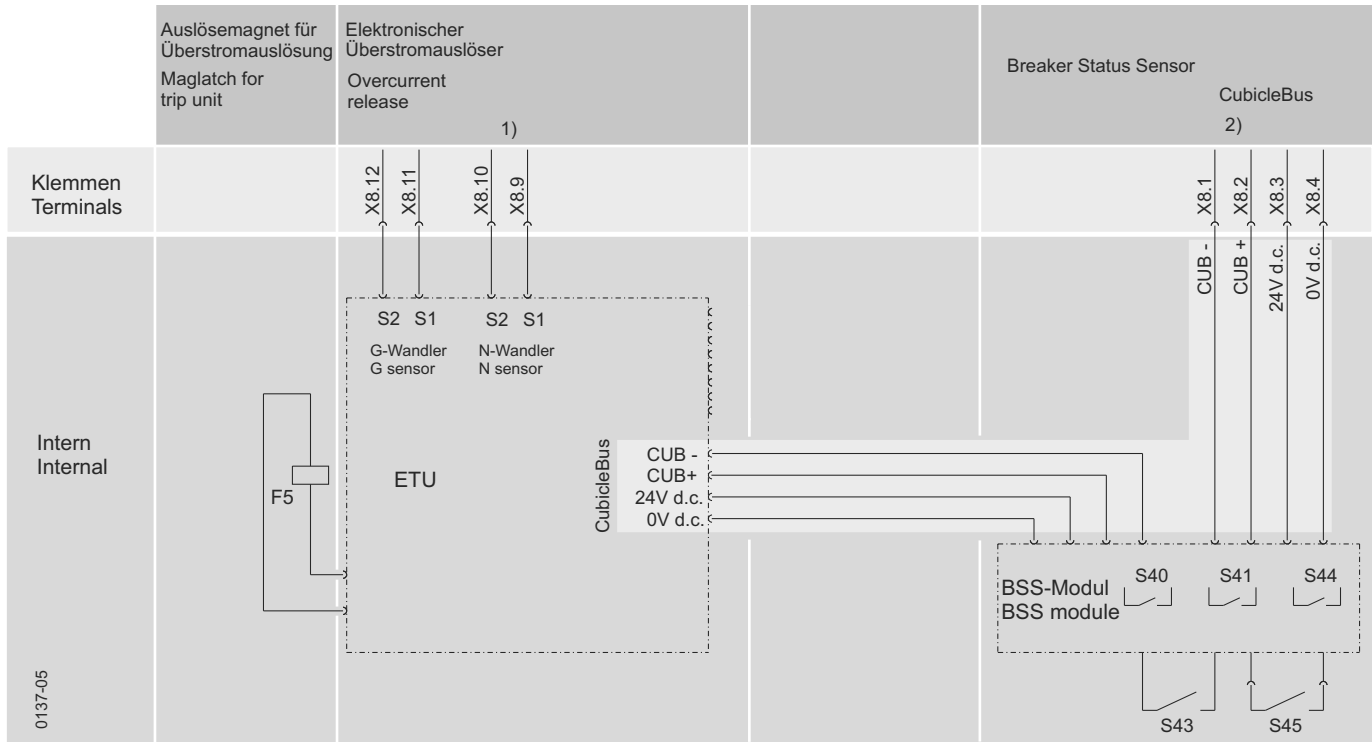 Auslösemagnet für
Überstromauslösung
Maglatch for
trip unit
Elektronischer
Überstromauslöser
Overcurrent
release
1)
Breaker Status Sensor
CubicleBus
2)
Klemmen
Terminals
X8.12
X8.11
X8.10
X8.9
X8.1
X8.2
X8.3
X8.4
CUB -
CUB +
24V d.c.
0V d.c.
S2 S1
G-Wandler
G sensor
S2 S1
N-Wandler
N sensor
Intern
Internal
F5
ETU
CubicleBus
CUB -
CUB+
24V d.c.
0V d.c.
BSS-Modul
BSS module
S40
S41
S44
S43
S45
0137-05